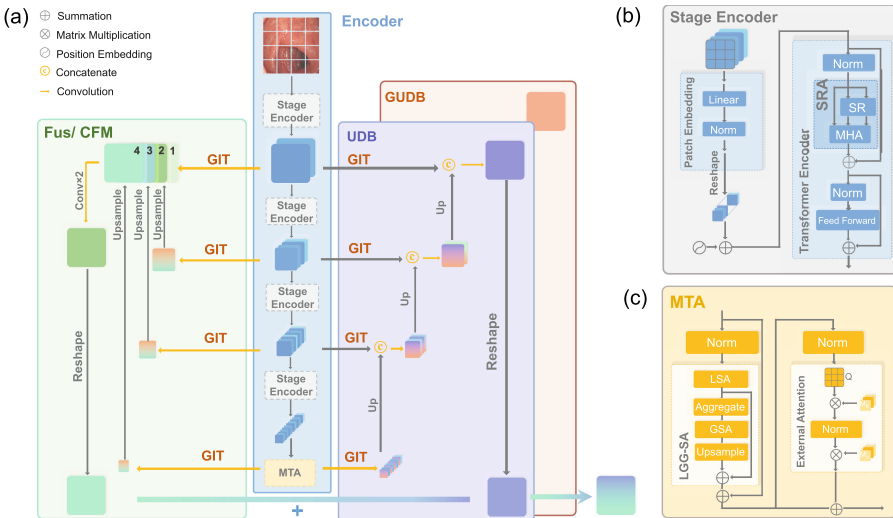 (a)
Summation
Matrix Multiplication
Position Embedding
c Concatenate
Convolution
Encoder
Stage
Encoder
GUDB
UDB
Fus/ CFM
4 3 2 1
GIT
GIT
c
Conv×2
Upsample
Upsample
Upsample
Up
Stage
Encoder
GIT
GIT
c
Up
Stage
Encoder
GIT
GIT
c
Up
Reshape
Reshape
Stage
Encoder
GIT
MTA
GIT
+
(b)
Stage Encoder
Patch Embedding
Linear
Norm
Reshape
Transformer Encoder
Norm
SRA
SR
MHA
Norm
Feed Forward
(c)
MTA
Norm
LGG-SA
LSA
Aggregate
GSA
Upsample
Norm
External Attention
Q
Norm